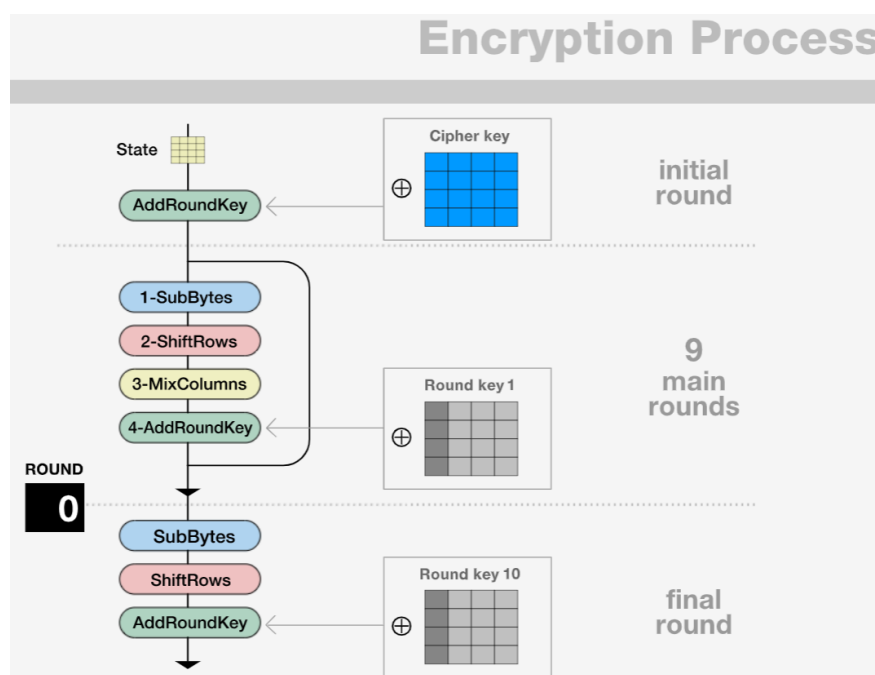 Encryption Process
State
Cipher key
⊕
AddRoundKey
initial
round
1-SubBytes
2-ShiftRows
3-MixColumns
4-AddRoundKey
Round key 1
⊕
9
main
rounds
ROUND
0
SubBytes
ShiftRows
AddRoundKey
Round key 10
⊕
final
round